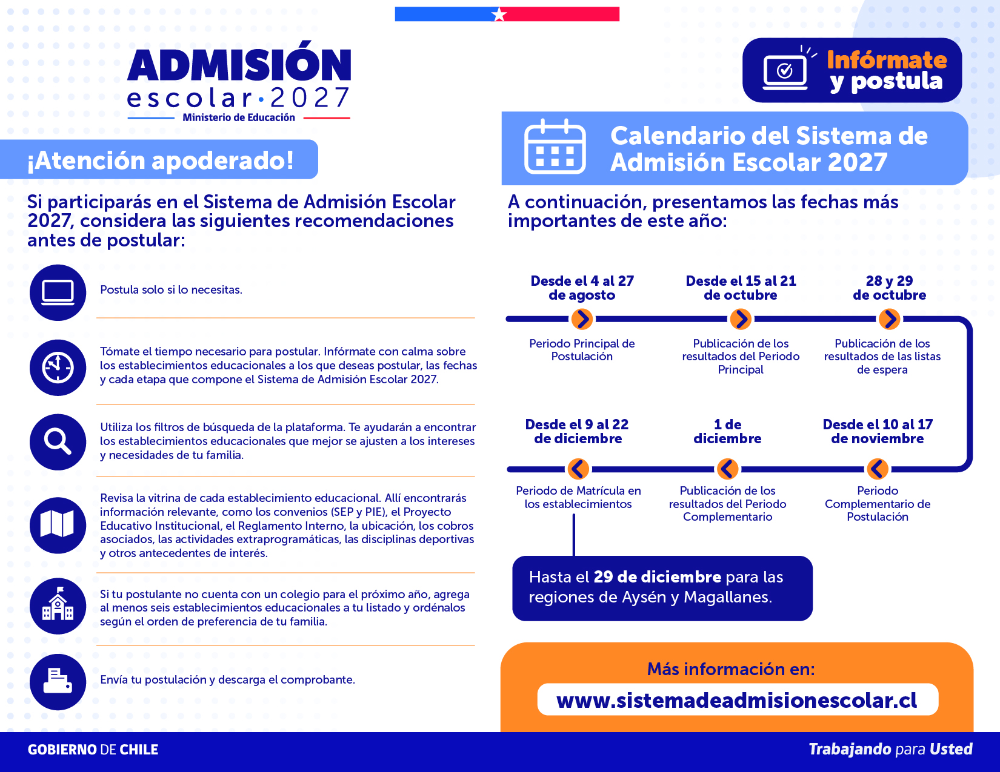 ADMISIÓN
escolar·2027
Ministerio de Educación
¡Atención apoderado!
Si participarás en el Sistema de Admisión Escolar
2027, considera las siguientes recomendaciones
antes de postular:
Postula solo si lo necesitas.
Tómate el tiempo necesario para postular. Infórmate con calma sobre
los establecimientos educacionales a los que deseas postular, las fechas
y cada etapa que compone el Sistema de Admisión Escolar 2027.
Utiliza los filtros de búsqueda de la plataforma. Te ayudarán a encontrar
los establecimientos educacionales que mejor se ajusten a los intereses
y necesidades de tu familia.
Revisa la vitrina de cada establecimiento educacional. Allí encontrarás
información relevante, como los convenios (SEP y PIE), el Proyecto
Educativo Institucional, el Reglamento Interno, la ubicación, los cobros
asociados, las actividades extraprogramáticas, las disciplinas deportivas
y otros antecedentes de interés.
Si tu postulante no cuenta con un colegio para el próximo año, agrega
al menos seis establecimientos educacionales a tu listado y ordénalos
según el orden de preferencia de tu familia.
Envía tu postulación y descarga el comprobante.
Infórmate
y postula
Calendario del Sistema de
Admisión Escolar 2027
A continuación, presentamos las fechas más
importantes de este año:
Desde el 4 al 27
de agosto
Periodo Principal de
Postulación
Desde el 15 al 21
de octubre
Publicación de los
resultados del Periodo
Principal
28 y 29
de octubre
Publicación de los
resultados de las listas
de espera
Desde el 10 al 17
de noviembre
Periodo
Complementario de
Postulación
1 de
diciembre
Publicación de los
resultados del Periodo
Complementario
Desde el 9 al 22
de diciembre
Periodo de Matrícula en
los establecimientos
Hasta el 29 de diciembre para las
regiones de Aysén y Magallanes.
Más información en:
www.sistemadeadmisionescolar.cl
GOBIERNO DE CHILE
Trabajando para Usted